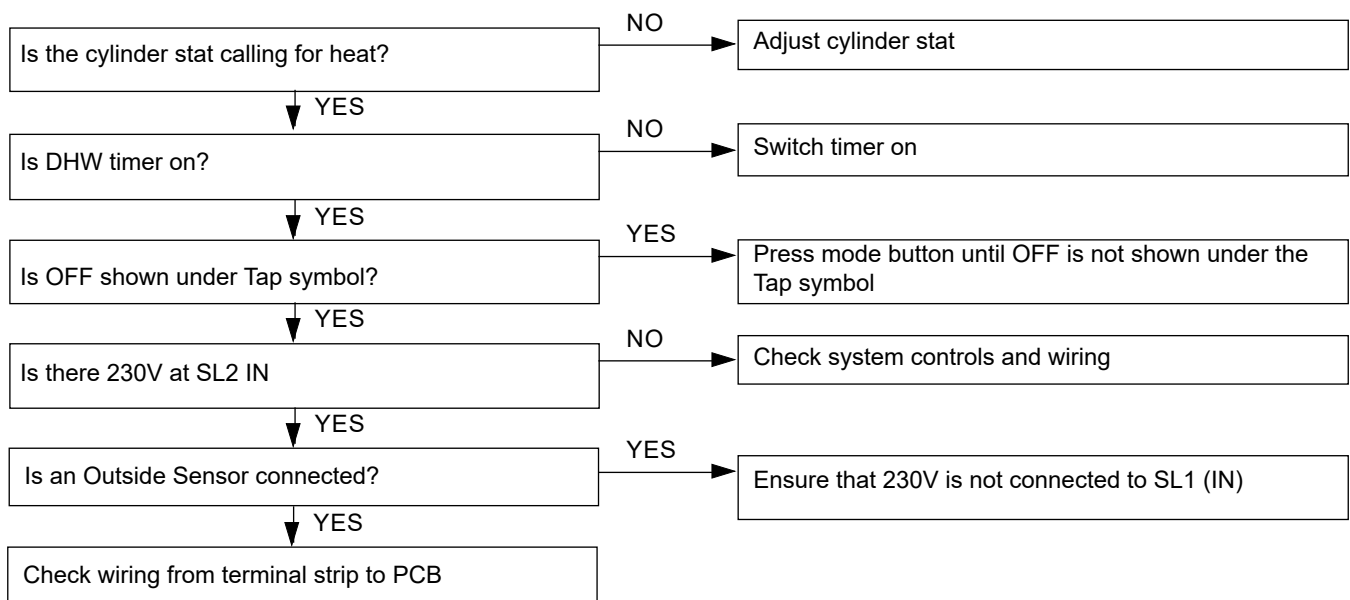 NO
Is the cylinder stat calling for heat?
Adjust cylinder stat
YES
NO
Is DHW timer on?
Switch timer on
YES
YES
Is OFF shown under Tap symbol?
Press mode button until OFF is not shown under the
Tap symbol
YES
NO
Is there 230V at SL2 IN
Check system controls and wiring
YES
YES
Is an Outside Sensor connected?
Ensure that 230V is not connected to SL1 (IN)
YES
Check wiring from terminal strip to PCB